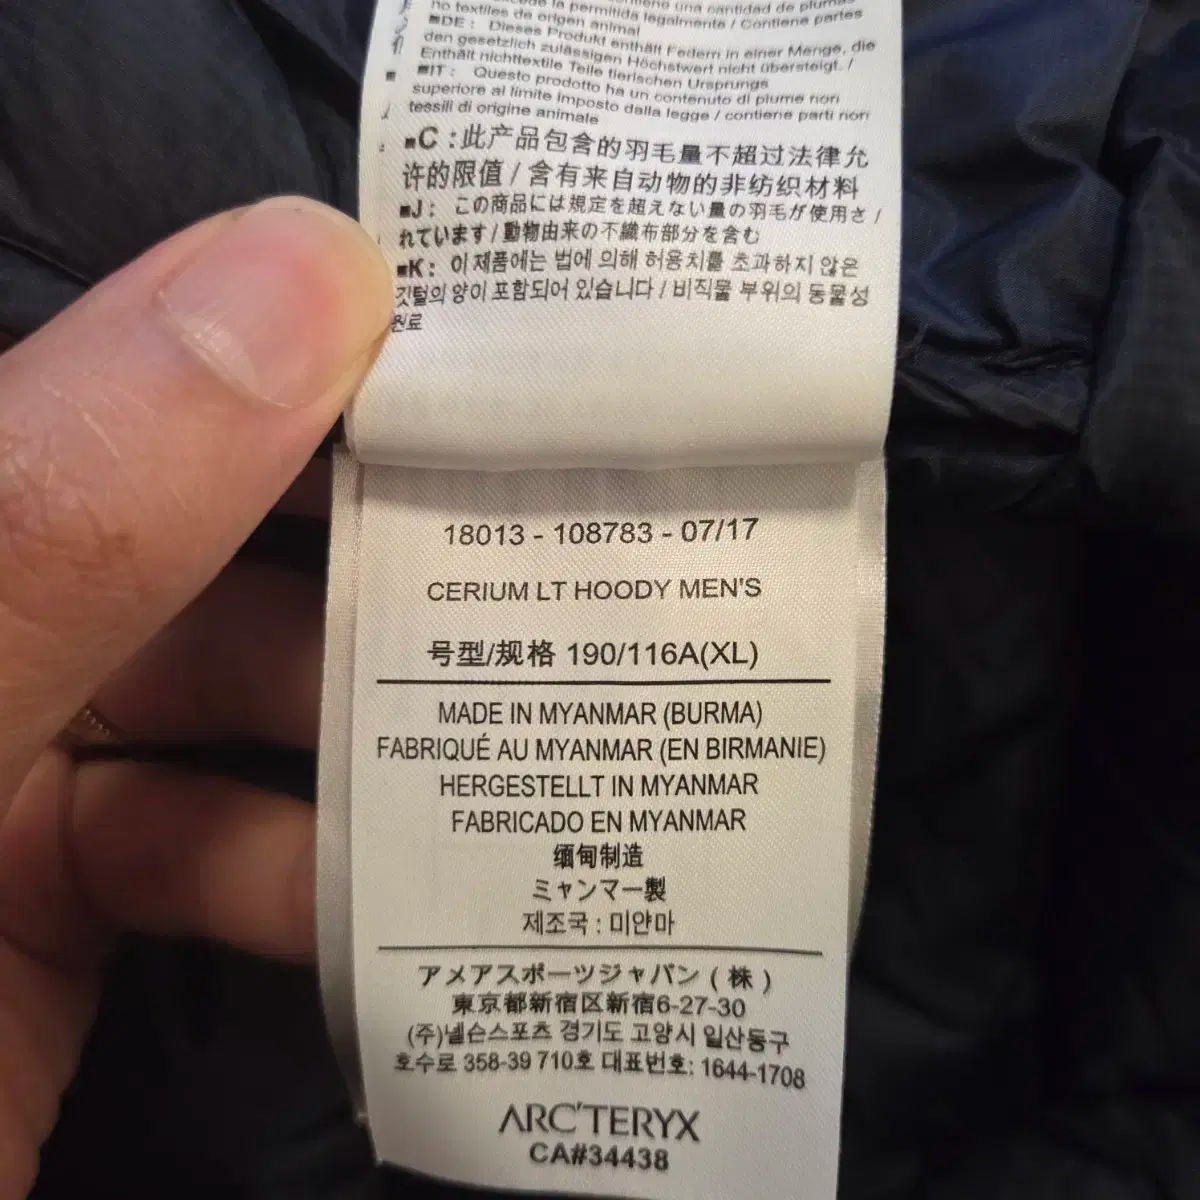 contiene una cantidad de plumas
la permitida legalmente / Contiene partes
no textiles de origen animal
■DE : Dieses Produkt enthält Federn in einer Menge, die
den gesetzlich zulässigen Höchstwert nicht übersteigt. /
Enthält nichttextile Teile tierischen Ursprungs
■IT : Questo prodotto ha un contenuto di piume non
superiore al limite imposto dalla legge / contiene parti non
tessili di origine animale
■C :此产品包含的羽毛量不超过法律允
许的限值 / 含有来自动物的非纺织材料
■J : この商品には規定を超えない量の羽毛が使用さ /
れています / 動物由来の不織布部分を含む
■K : 이 제품에는 법에 의해 허용치를 초과하지 않은
깃털의 양이 포함되어 있습니다 / 비직물 부위의 동물성
원료
18013 - 108783 - 07/17
CERIUM LT HOODY MEN'S
号型/规格 190/116A(XL)
MADE IN MYANMAR (BURMA)
FABRIQUÉ AU MYANMAR (EN BIRMANIE)
HERGESTELLT IN MYANMAR
FABRICADO EN MYANMAR
缅甸制造
ミャンマー製
제조국 : 미얀마
アメアスポーツジャパン ( 株 )
東京都新宿区新宿6-27-30
(주)넬슨스포츠 경기도 고양시 일산동구
호수로 358-39 710호 대표번호: 1644-1708
ARC'TERYX
CA#34438